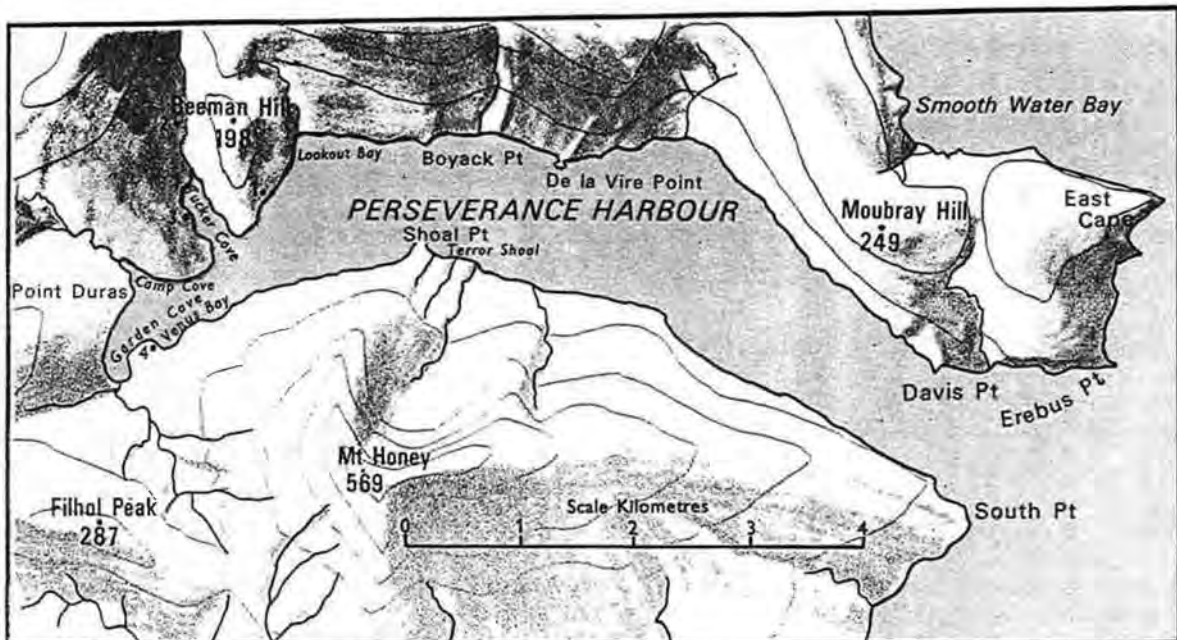 Beeman Hill
198
Smooth Water Bay
Lookout Bay
Boyack Pt
De la Vire Point
Tucker Cove
PERSEVERANCE HARBOUR
East Cape
Moubray Hill
249
Shoal Pt
Terror Shoal
Camp Cove
Point Duras
Garden Cove
Venus Bay
Davis Pt
Erebus Pt
Mt Honey
569
Filhol Peak
287
Scale Kilometres
0 1 2 3 4
South Pt